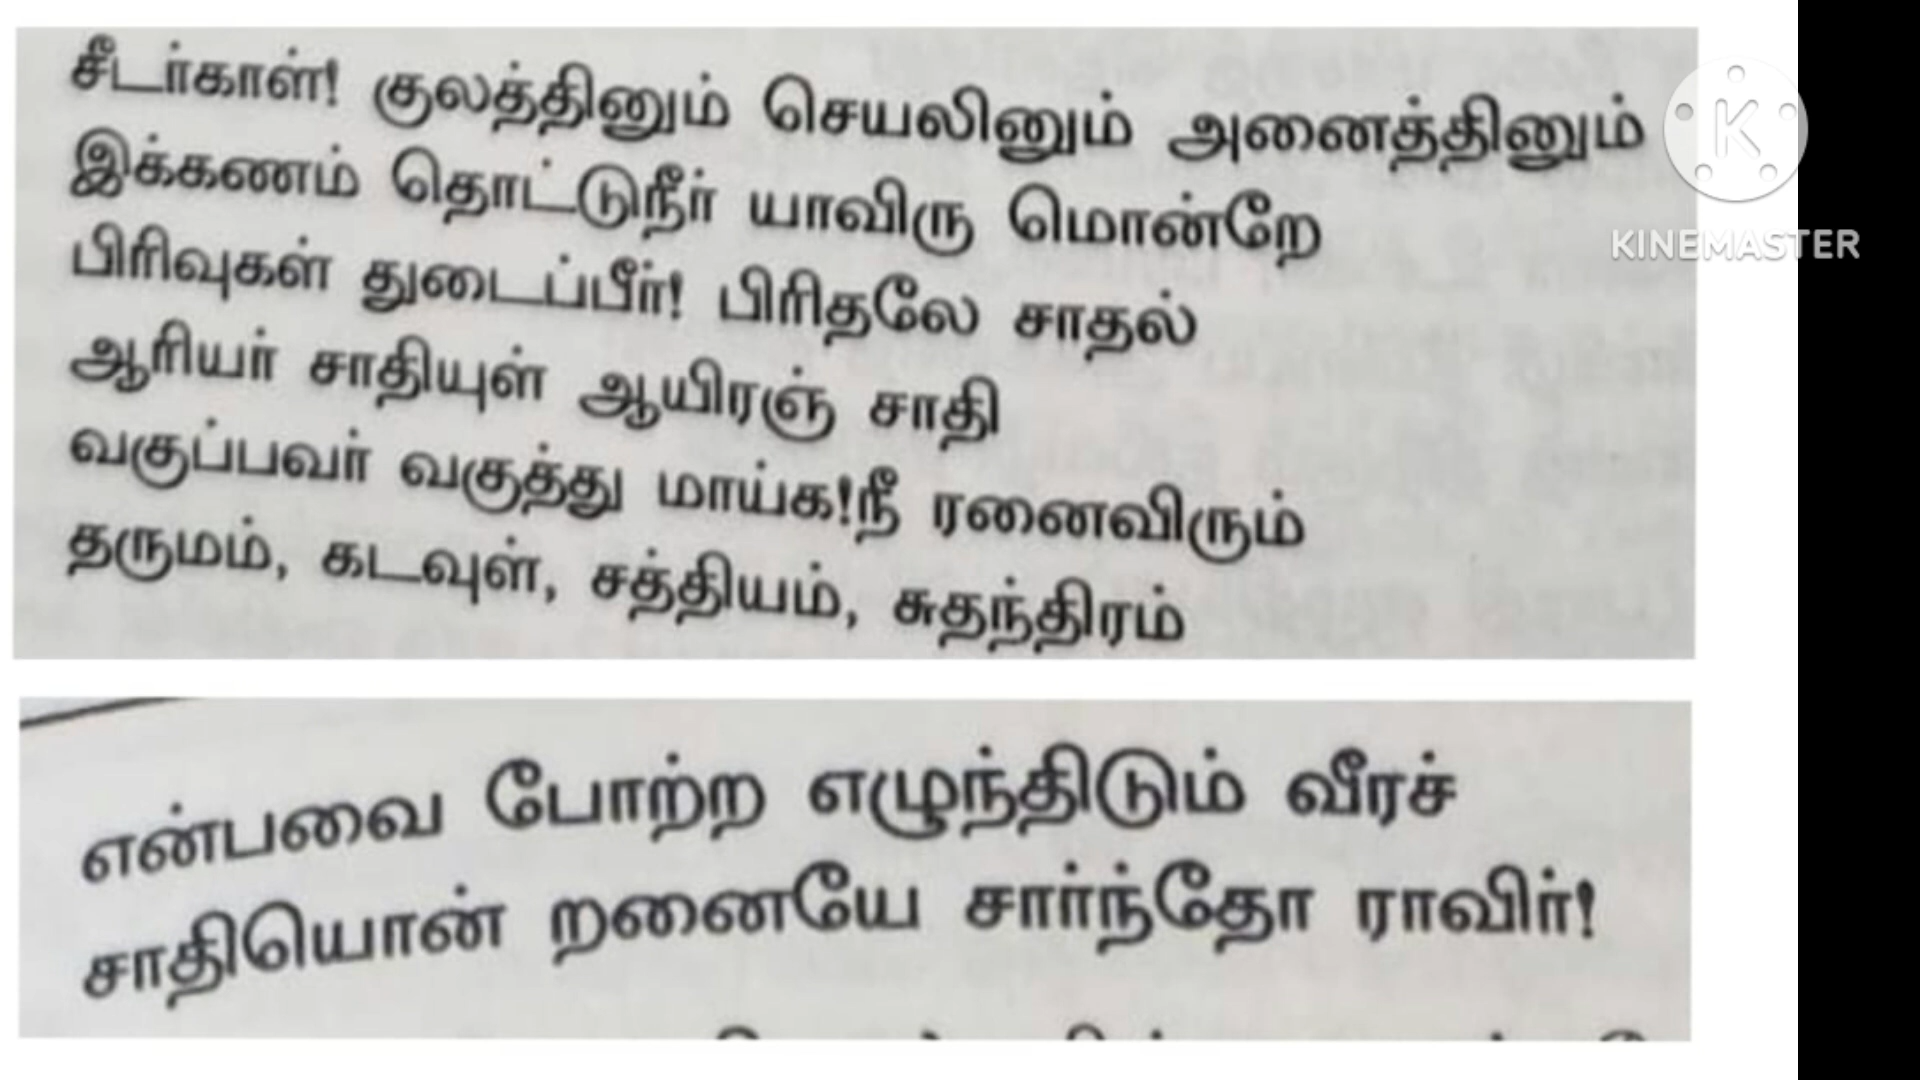 சீடர்காள்! குலத்தினும் செயலினும் அனைத்தினும்
இக்கணம் தொட்டுநீர் யாவிரு மொன்றே
பிரிவுகள் துடைப்பீர்! பிரிதலே சாதல்
ஆரியர் சாதியுள் ஆயிரஞ் சாதி
வகுப்பவர் வகுத்து மாய்க!நீ ரனைவிரும்
தருமம், கடவுள், சத்தியம், சுதந்திரம்
என்பவை போற்ற எழுந்திடும் வீரச்
சாதியொன் றனையே சார்ந்தோ ராவிர்!
K
KINEMASTER